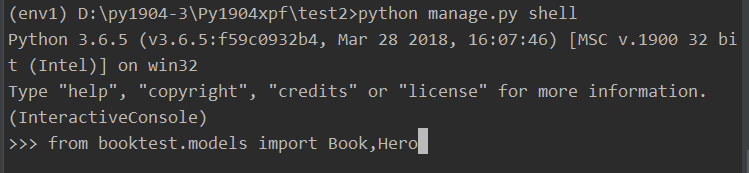 (env1) D:\py1904-3\Py1904xpf\test2>python manage.py shell
Python 3.6.5 (v3.6.5:f59c0932b4, Mar 28 2018, 16:07:46) [MSC v.1900 32 bi
t (Intel)] on win32
Type "help", "copyright", "credits" or "license" for more information.
(InteractiveConsole)
>>> from booktest.models import Book,Hero